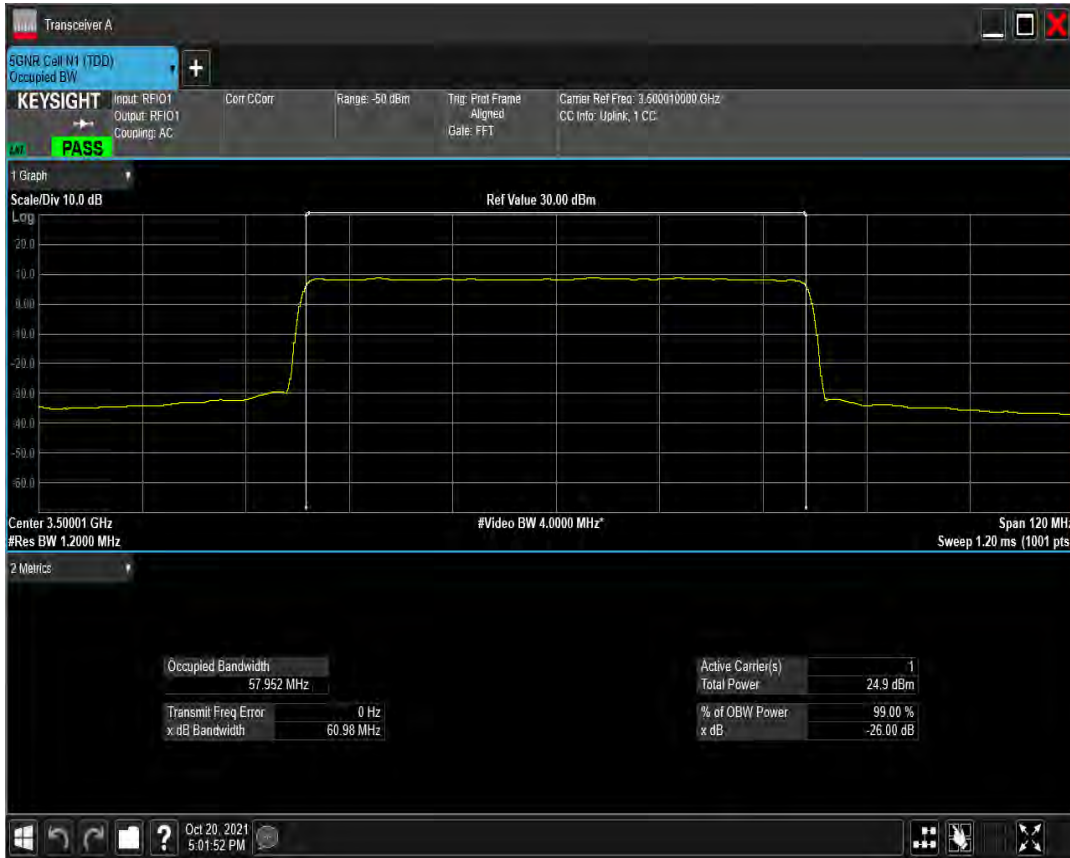 Transceiver A
5GNR Cell N1 (TDD)
Occupied BW
+
KEYSIGHT
Input: RFIO1
Output: RFIO1
Coupling: AC
Corr CCorr
Range: -50 dBm
Trig: Prot Frame
Aligned
Gate: FFT
Carrier Ref Freq: 3.500010000 GHz
CC Info: Uplink, 1 CC
PASS
1 Graph
Scale/Div 10.0 dB
Ref Value 30.00 dBm
Log
20.0
10.0
0.00
-10.0
-20.0
-30.0
-40.0
-50.0
-60.0
Center 3.50001 GHz
#Video BW 4.0000 MHz*
Span 120 MHz
#Res BW 1.2000 MHz
Sweep 1.20 ms (1001 pts
2 Metrics
Occupied Bandwidth
57.952 MHz
Transmit Freq Error 0 Hz
x dB Bandwidth 60.98 MHz
Active Carrier(s) 1
Total Power 24.9 dBm
% of OBW Power 99.00 %
x dB -26.00 dB
?
Oct 20, 2021
5:01:52 PM